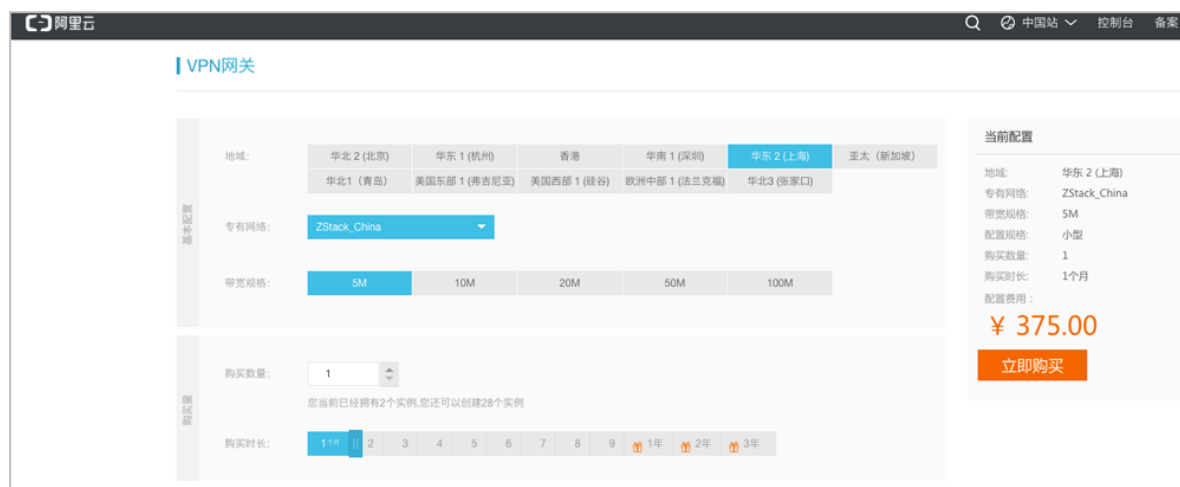 阿里云 中国站 控制台 备案
VPN网关
基本配置
地域: 华北 2 (北京) 华东 1 (杭州) 香港 华南 1 (深圳) 华东 2 (上海) 亚太（新加坡）
华北1（青岛） 美国东部 1 (弗吉尼亚) 美国西部 1 (硅谷) 欧洲中部 1 (法兰克福) 华北3 (张家口)
专有网络: ZStack_China
带宽规格: 5M 10M 20M 50M 100M
购买量
购买数量: 1
您当前已经拥有2个实例,您还可以创建28个实例
购买时长: 1个月 2 3 4 5 6 7 8 9 1年 2年 3年
当前配置
地域: 华东 2 (上海)
专有网络: ZStack_China
带宽规格: 5M
配置规格: 小型
购买数量: 1
购买时长: 1个月
配置费用：
¥ 375.00
立即购买